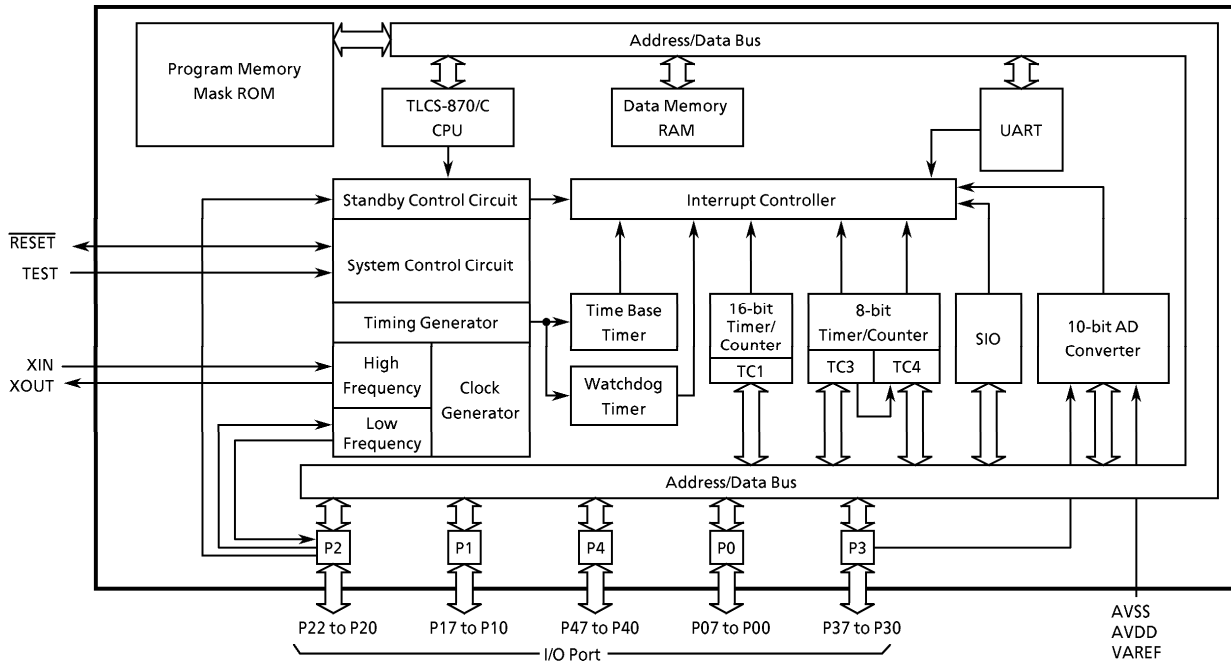 Address/Data Bus
Program Memory
Mask ROM
TLCS-870/C
CPU
Data Memory
RAM
UART
Standby Control Circuit
Interrupt Controller
RESET
System Control Circuit
TEST
Timing Generator
Time Base
Timer
16-bit
Timer/
Counter
TC1
8-bit
Timer/Counter
TC3
TC4
SIO
10-bit AD
Converter
XIN
XOUT
High
Frequency
Clock
Generator
Watchdog
Timer
Low
Frequency
Address/Data Bus
P2
P1
P4
P0
P3
P22 to P20
P17 to P10
P47 to P40
P07 to P00
P37 to P30
I/O Port
AVSS
AVDD
VAREF